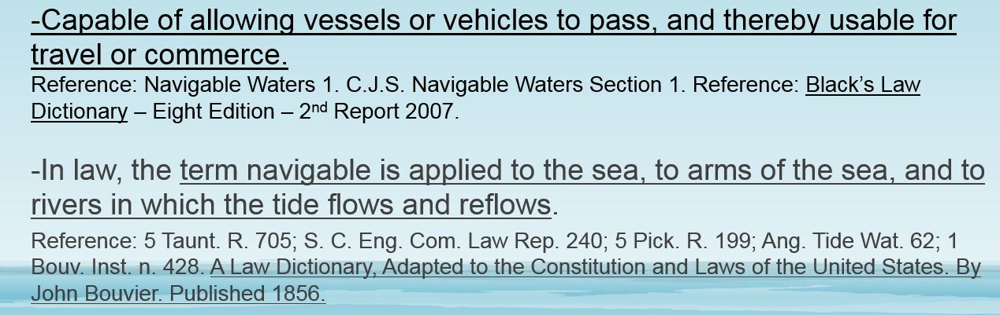 -Capable of allowing vessels or vehicles to pass, and thereby usable for
travel or commerce.
Reference: Navigable Waters 1. C.J.S. Navigable Waters Section 1. Reference: Black’s Law
Dictionary – Eight Edition – 2nd Report 2007.
-In law, the term navigable is applied to the sea, to arms of the sea, and to
rivers in which the tide flows and reflows.
Reference: 5 Taunt. R. 705; S. C. Eng. Com. Law Rep. 240; 5 Pick. R. 199; Ang. Tide Wat. 62; 1
Bouv. Inst. n. 428. A Law Dictionary, Adapted to the Constitution and Laws of the United States. By
John Bouvier. Published 1856.